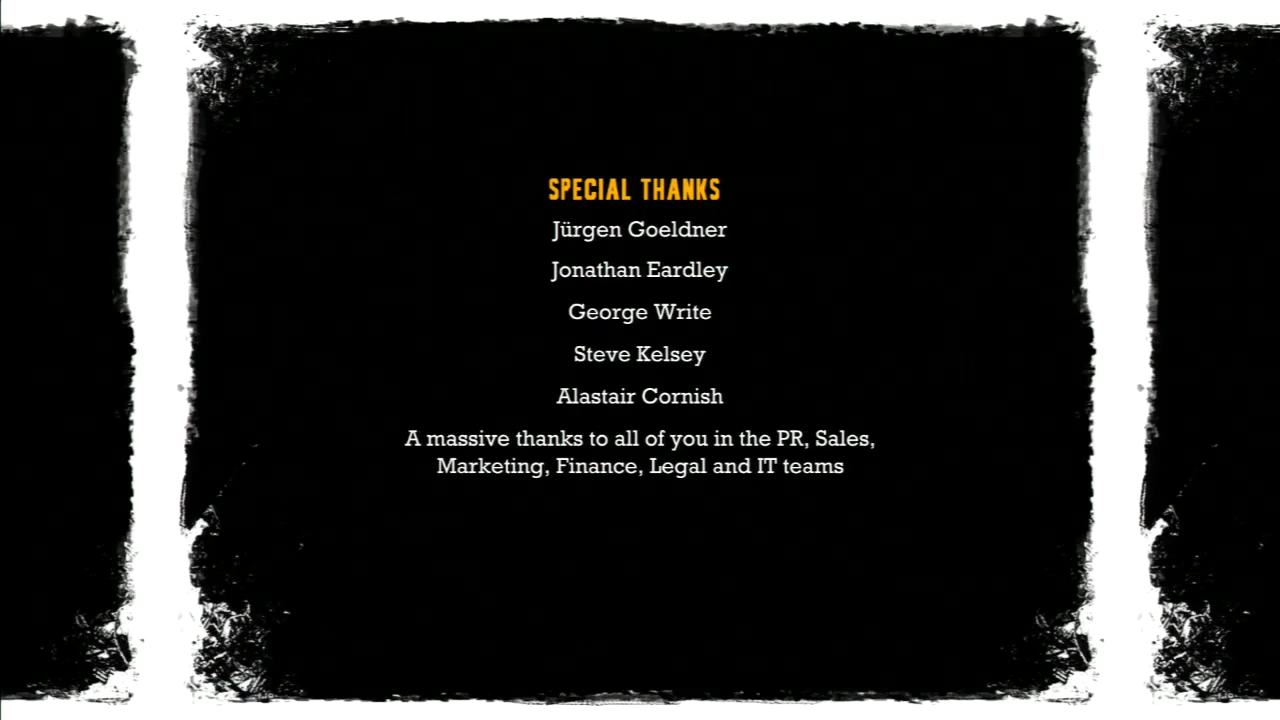 SPECIAL THANKS
Jürgen Goeldner
Jonathan Eardley
George Write
Steve Kelsey
Alastair Cornish
A massive thanks to all of you in the PR, Sales,
Marketing, Finance, Legal and IT teams